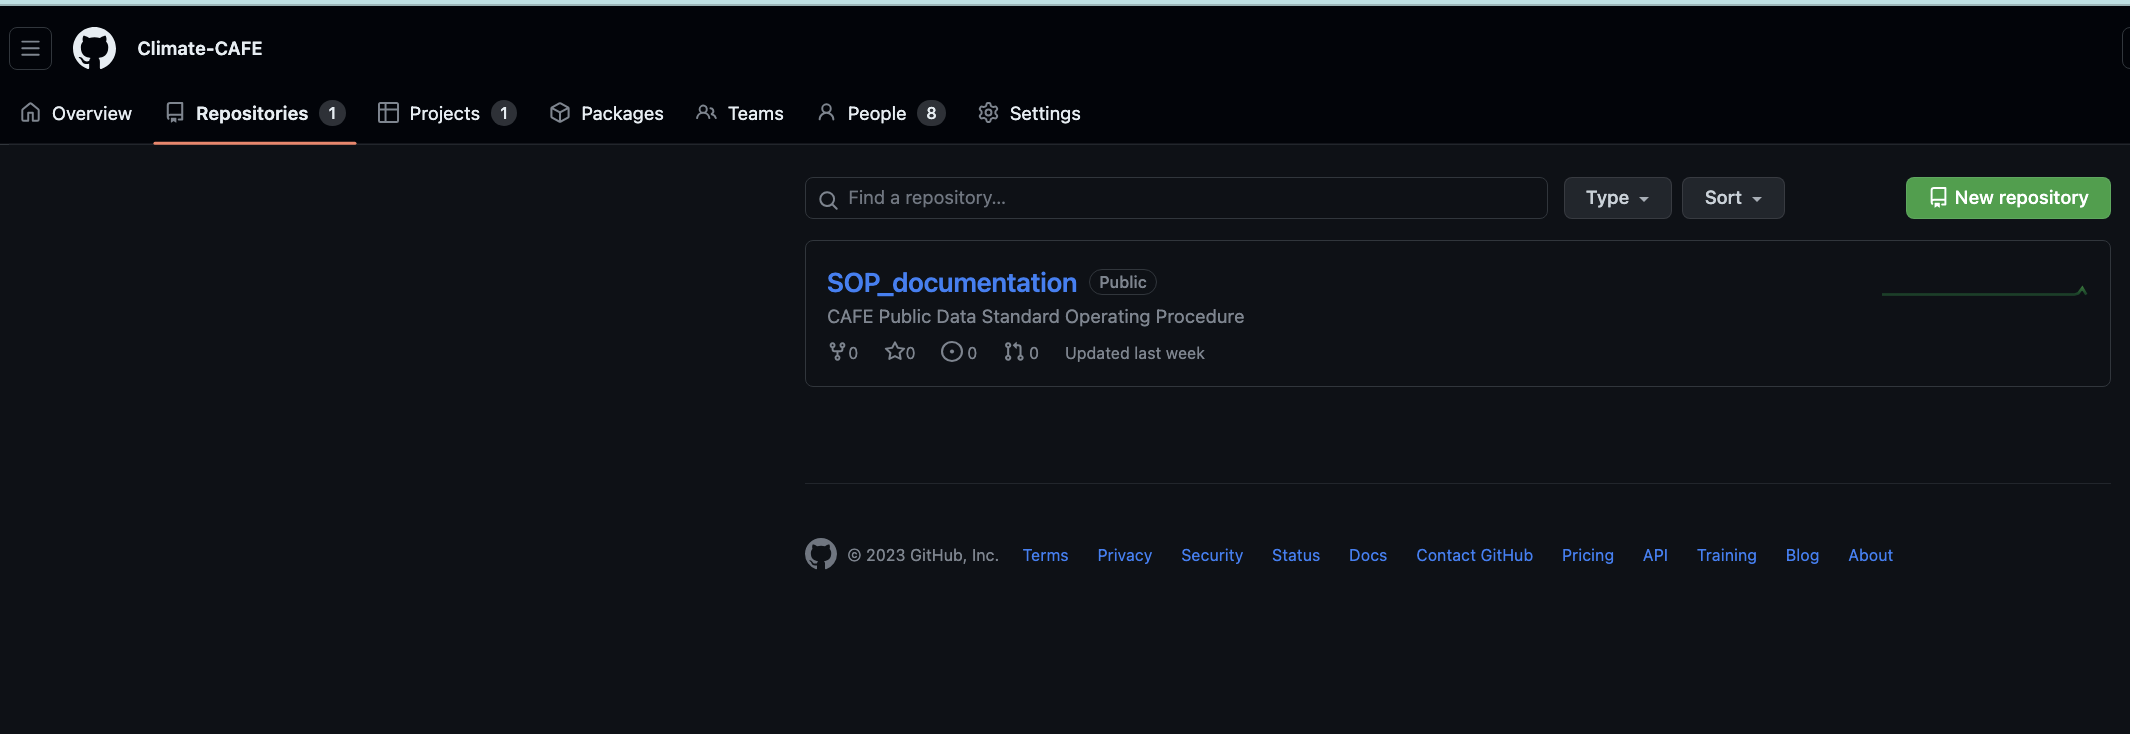 Climate-CAFE
Overview Repositories 1 Projects 1 Packages Teams People 8 Settings
Find a repository... Type Sort New repository
SOP_documentation Public
CAFE Public Data Standard Operating Procedure
0 0 0 0 Updated last week
© 2023 GitHub, Inc. Terms Privacy Security Status Docs Contact GitHub Pricing API Training Blog About